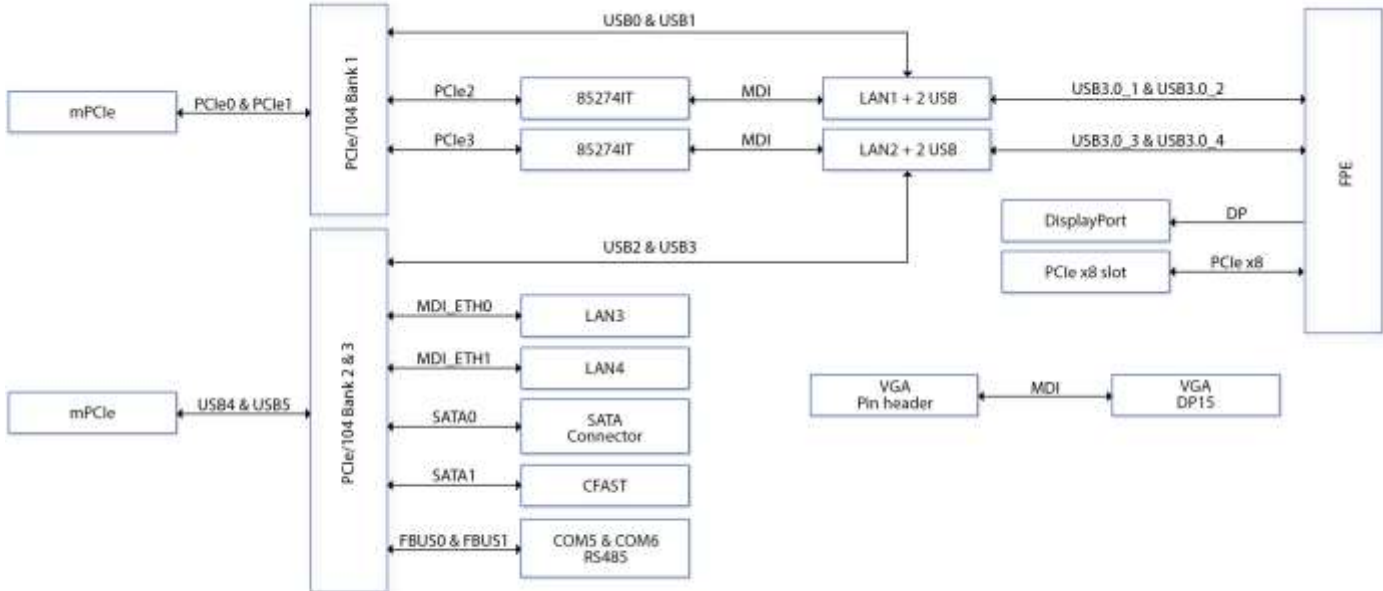 USB0 & USB1
PCIe/104 Bank 1
mPCIe
PCIe0 & PCIe1
PCIe2
85274IT
MDI
LAN1 + 2 USB
USB3.0_1 & USB3.0_2
PCIe3
85274IT
MDI
LAN2 + 2 USB
USB3.0_3 & USB3.0_4
FPE
DisplayPort
DP
PCIe x8 slot
PCIe x8
USB2 & USB3
PCIe/104 Bank 2 & 3
MDI_ETH0
LAN3
MDI_ETH1
LAN4
mPCIe
USB4 & USB5
SATA0
SATA
Connector
SATA1
CFAST
FBUS0 & FBUS1
COM5 & COM6
RS485
VGA
Pin header
MDI
VGA
DP15